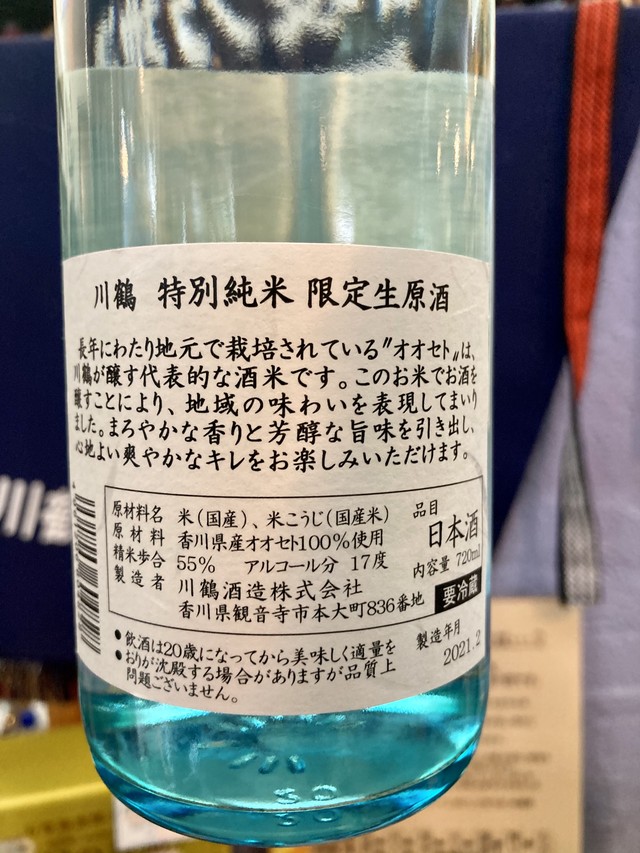 川鶴 特別純米 限定生原酒
長年にわたり地元で栽培されている〃オオセト〃は、
川鶴が醸す代表的な酒米です。このお米でお酒を
醸すことにより、地域の味わいを表現してまいり
ました。まろやかな香りと芳醇な旨味を引き出し、
心地よい爽やかなキレをお楽しみいただけます。
原材料名 米(国産)、米こうじ(国産米)
原材料 香川県産オオセト100%使用
精米歩合 55% アルコール分 17度
製造者 川鶴酒造株式会社
香川県観音寺市本大町836番地
品目
日本酒
内容量 720ml
要冷蔵
●飲酒は20歳になってから美味しく適量を
●おりが沈殿する場合がありますが品質上
問題ございません。
製造年月
2021.2
川鶴